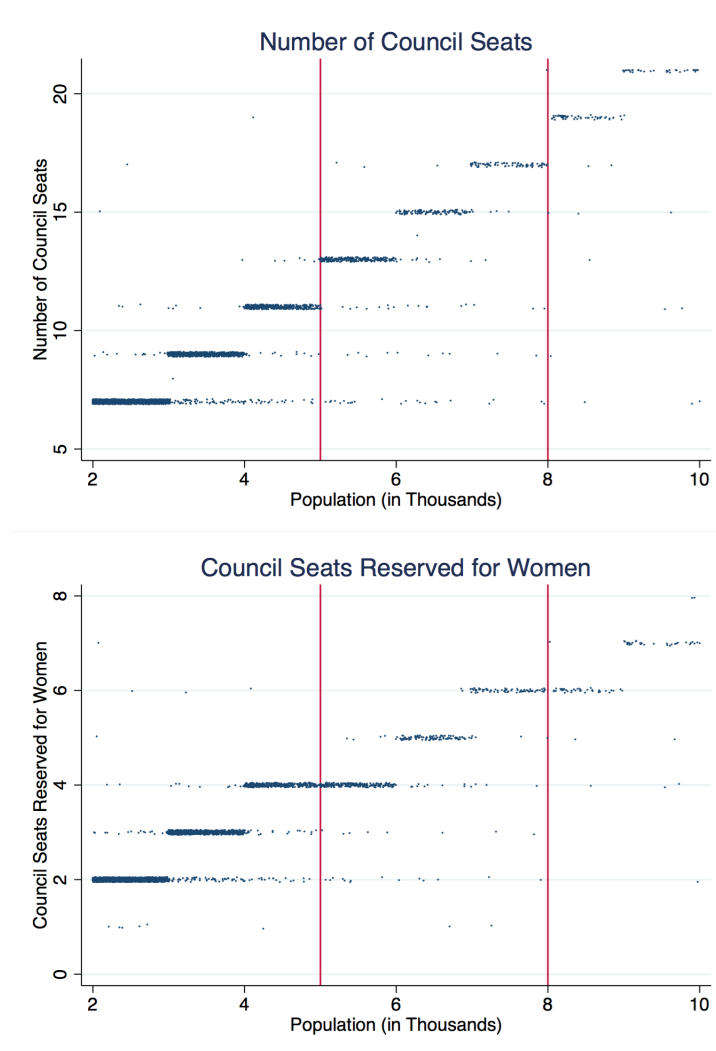 Number of Council Seats
Number of Council Seats
20
15
10
5
2 4 6 8 10
Population (in Thousands)
Council Seats Reserved for Women
Council Seats Reserved for Women
8
6
4
2
0
2 4 6 8 10
Population (in Thousands)